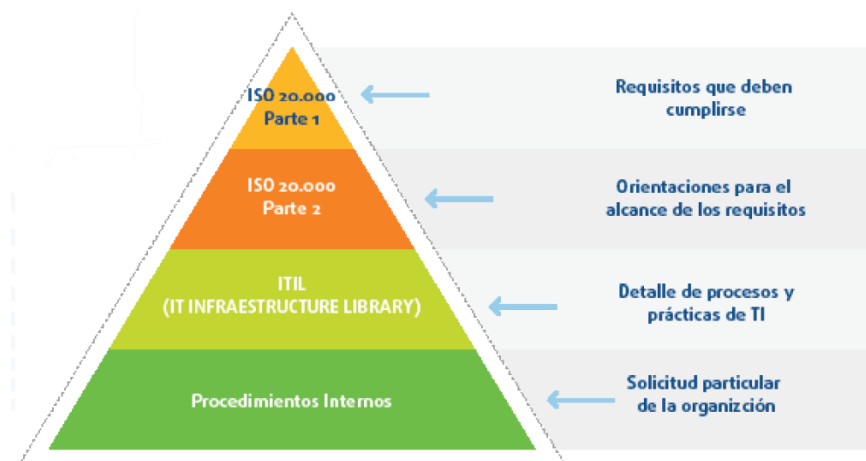 ISO 20.000
Parte 1
Requisitos que deben
cumplirse
ISO 20.000
Parte 2
Orientaciones para el
alcance de los requisitos
ITIL
(IT INFRAESTRUCTURE LIBRARY)
Detalle de procesos y
prácticas de TI
Procedimientos Internos
Solicitud particular
de la organizción